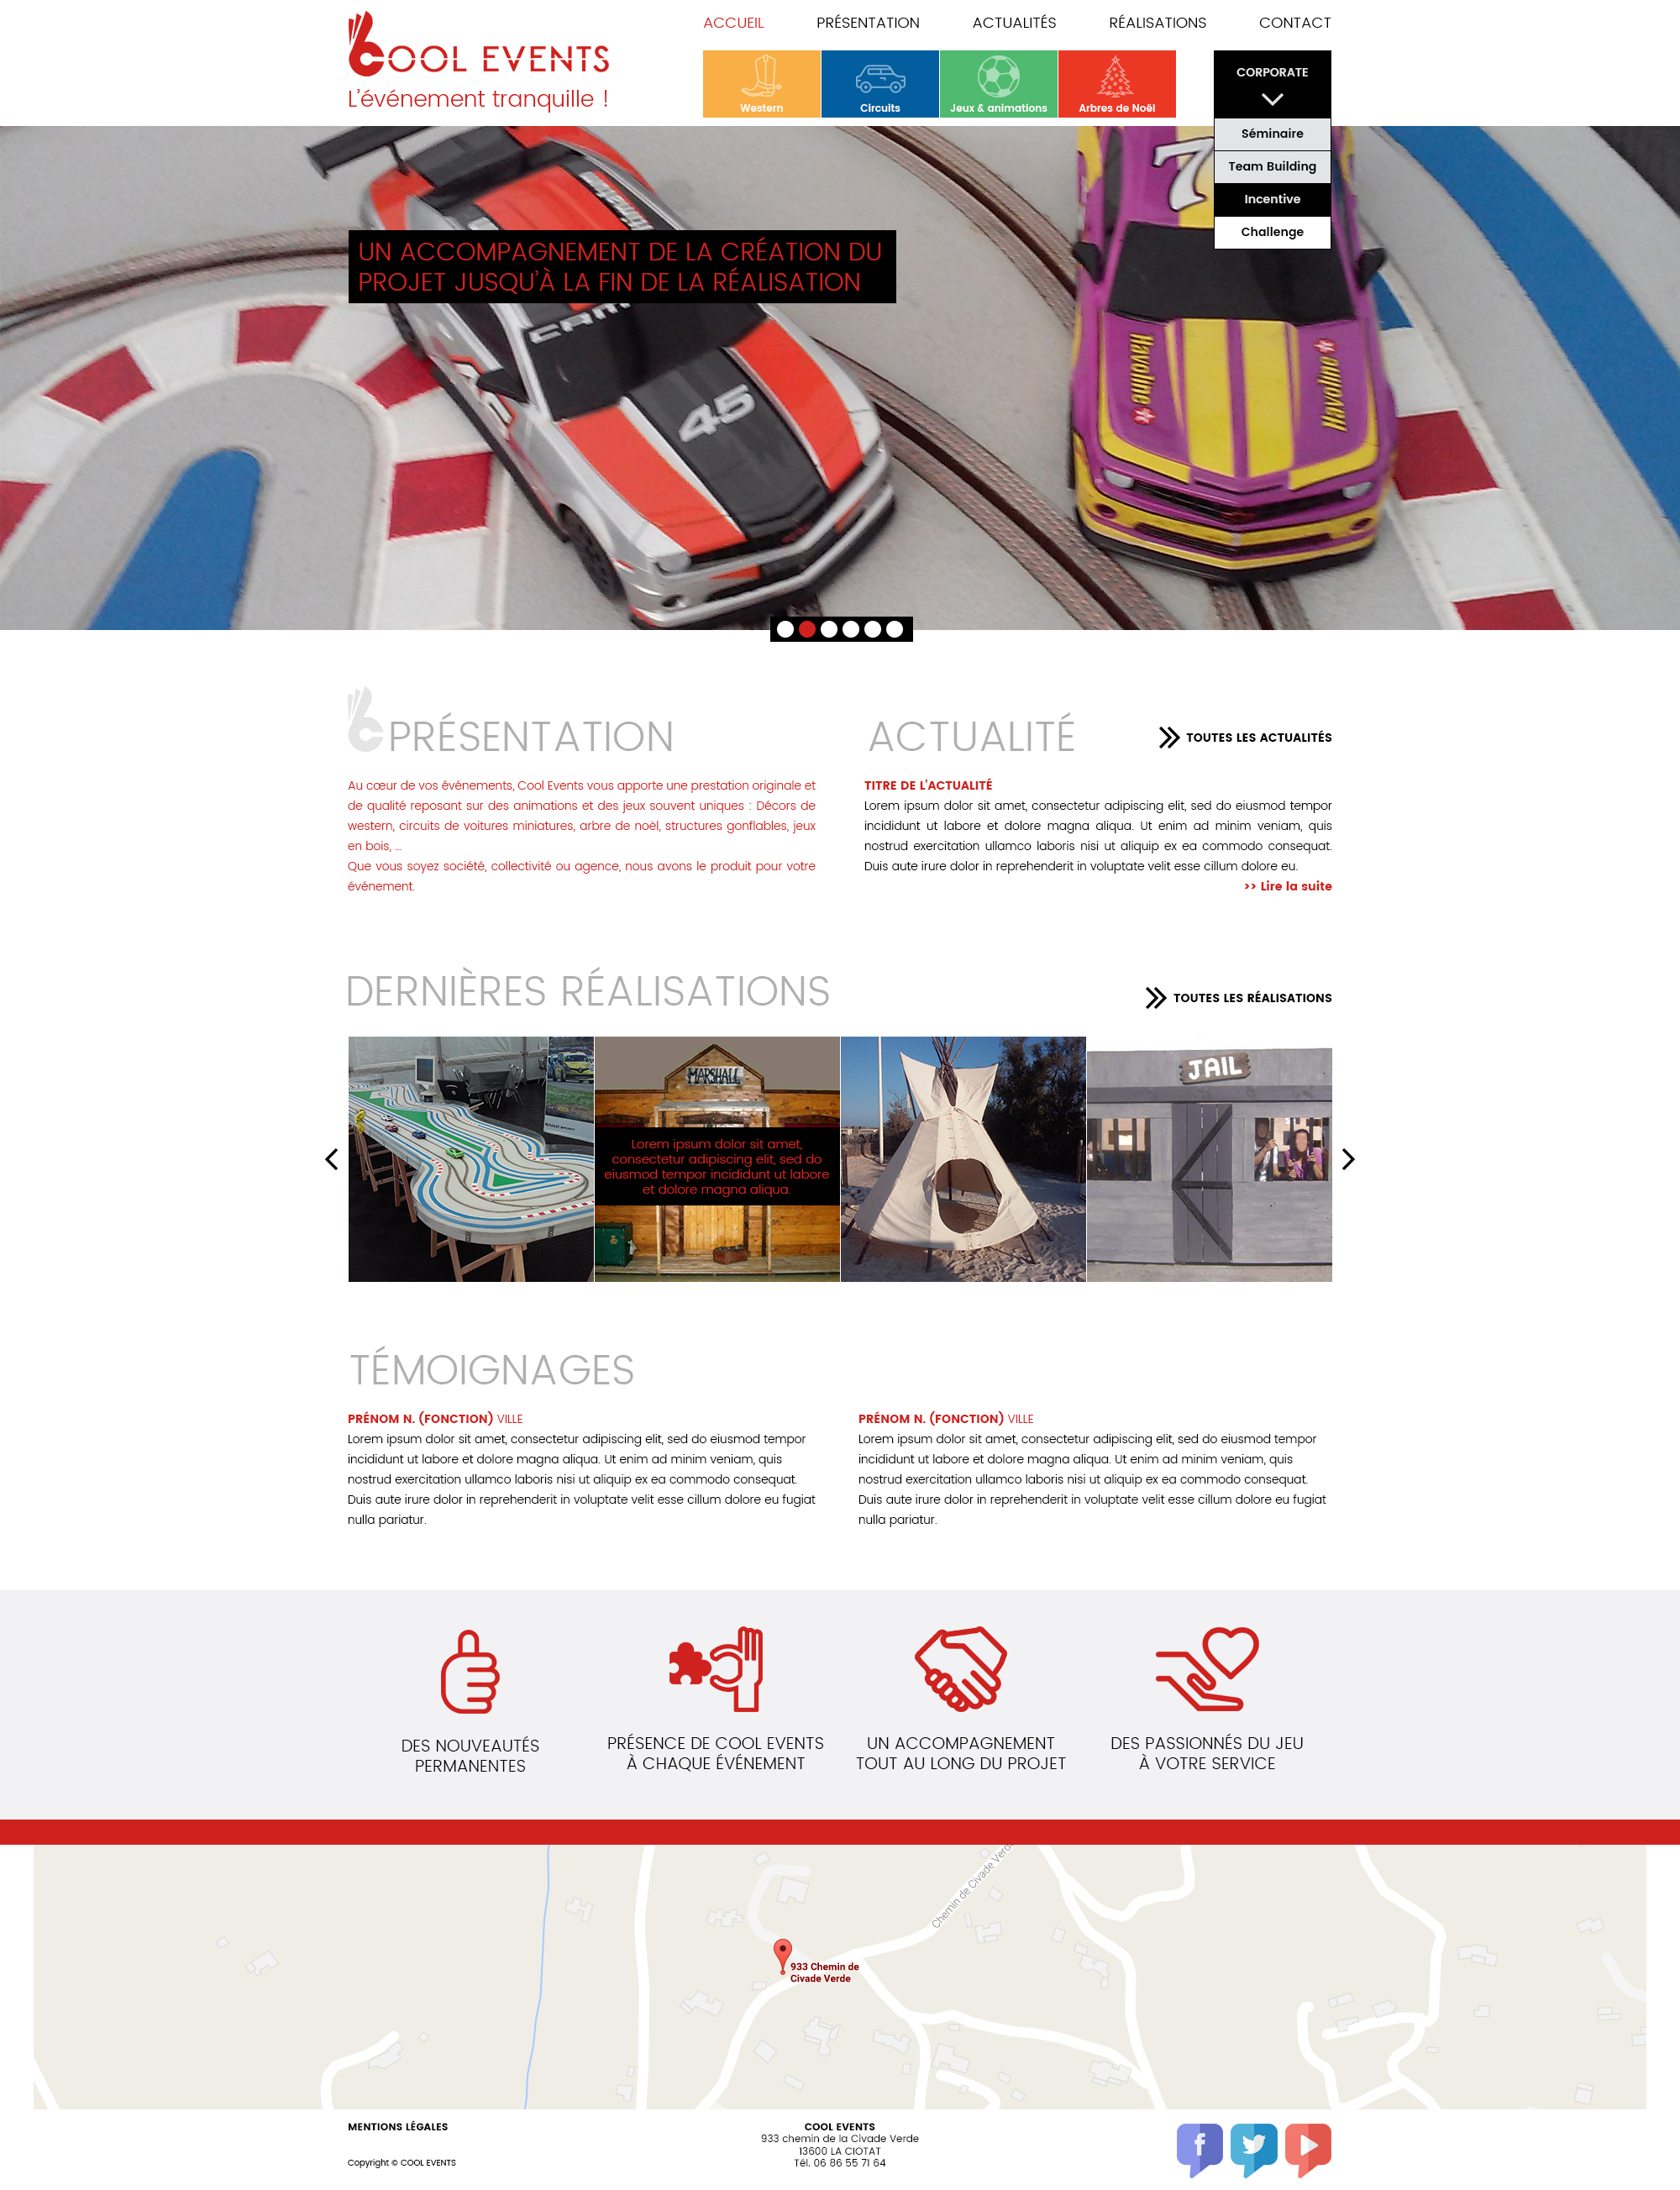 COOL EVENTS
L'événement tranquille !
ACCUEIL
PRÉSENTATION
ACTUALITÉS
RÉALISATIONS
CONTACT
Western
Circuits
Jeux & animations
Arbres de Noël
CORPORATE
Séminaire
Team Building
Incentive
Challenge
UN ACCOMPAGNEMENT DE LA CRÉATION DU
PROJET JUSQU'À LA FIN DE LA RÉALISATION
7
45
Havoline
Havoline
PRÉSENTATION
Au cœur de vos événements, Cool Events vous apporte une prestation originale et
de qualité reposant sur des animations et des jeux souvent uniques : Décors de
western, circuits de voitures miniatures, arbre de noël, structures gonflables, jeux
en bois, ...
Que vous soyez société, collectivité ou agence, nous avons le produit pour votre
événement.
ACTUALITÉ
TOUTES LES ACTUALITÉS
TITRE DE L'ACTUALITÉ
Lorem ipsum dolor sit amet, consectetur adipiscing elit, sed do eiusmod tempor
incididunt ut labore et dolore magna aliqua. Ut enim ad minim veniam, quis
nostrud exercitation ullamco laboris nisi ut aliquip ex ea commodo consequat.
Duis aute irure dolor in reprehenderit in voluptate velit esse cillum dolore eu.
>> Lire la suite
DERNIÈRES RÉALISATIONS
TOUTES LES RÉALISATIONS
MARSHALL
Lorem ipsum dolor sit amet,
consectetur adipiscing elit, sed do
eiusmod tempor incididunt ut labore
et dolore magna aliqua.
JAIL
TÉMOIGNAGES
PRÉNOM N. (FONCTION) VILLE
Lorem ipsum dolor sit amet, consectetur adipiscing elit, sed do eiusmod tempor
incididunt ut labore et dolore magna aliqua. Ut enim ad minim veniam, quis
nostrud exercitation ullamco laboris nisi ut aliquip ex ea commodo consequat.
Duis aute irure dolor in reprehenderit in voluptate velit esse cillum dolore eu fugiat
nulla pariatur.
PRÉNOM N. (FONCTION) VILLE
Lorem ipsum dolor sit amet, consectetur adipiscing elit, sed do eiusmod tempor
incididunt ut labore et dolore magna aliqua. Ut enim ad minim veniam, quis
nostrud exercitation ullamco laboris nisi ut aliquip ex ea commodo consequat.
Duis aute irure dolor in reprehenderit in voluptate velit esse cillum dolore eu fugiat
nulla pariatur.
DES NOUVEAUTÉS
PERMANENTES
PRÉSENCE DE COOL EVENTS
À CHAQUE ÉVÉNEMENT
UN ACCOMPAGNEMENT
TOUT AU LONG DU PROJET
DES PASSIONNÉS DU JEU
À VOTRE SERVICE
Chemin de Civade Verde
933 Chemin de
Civade Verde
MENTIONS LÉGALES
Copyright © COOL EVENTS
COOL EVENTS
933 chemin de la Civade Verde
13600 LA CIOTAT
Tél. 06 86 55 71 64